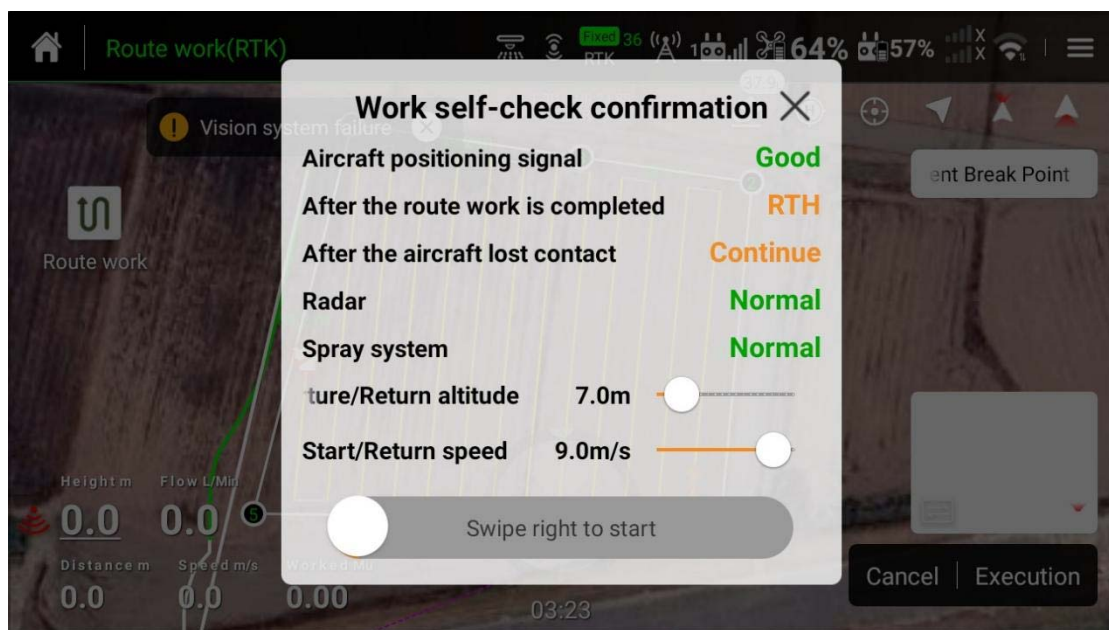 Route work(RTK)
Fixed 36
RTK
1
64%
57%
X
X
Work self-check confirmation
Vision system failure
Aircraft positioning signal Good
2
ent Break Point
After the route work is completed RTH
Route work
After the aircraft lost contact Continue
Radar Normal
Spray system Normal
ture/Return altitude 7.0m
Start/Return speed 9.0m/s
Height m Flow L/Min
0.0 0.0
5
Swipe right to start
Distance m Speed m/s Worked Mu
0.0 0.0 0.00
03:23
Cancel | Execution